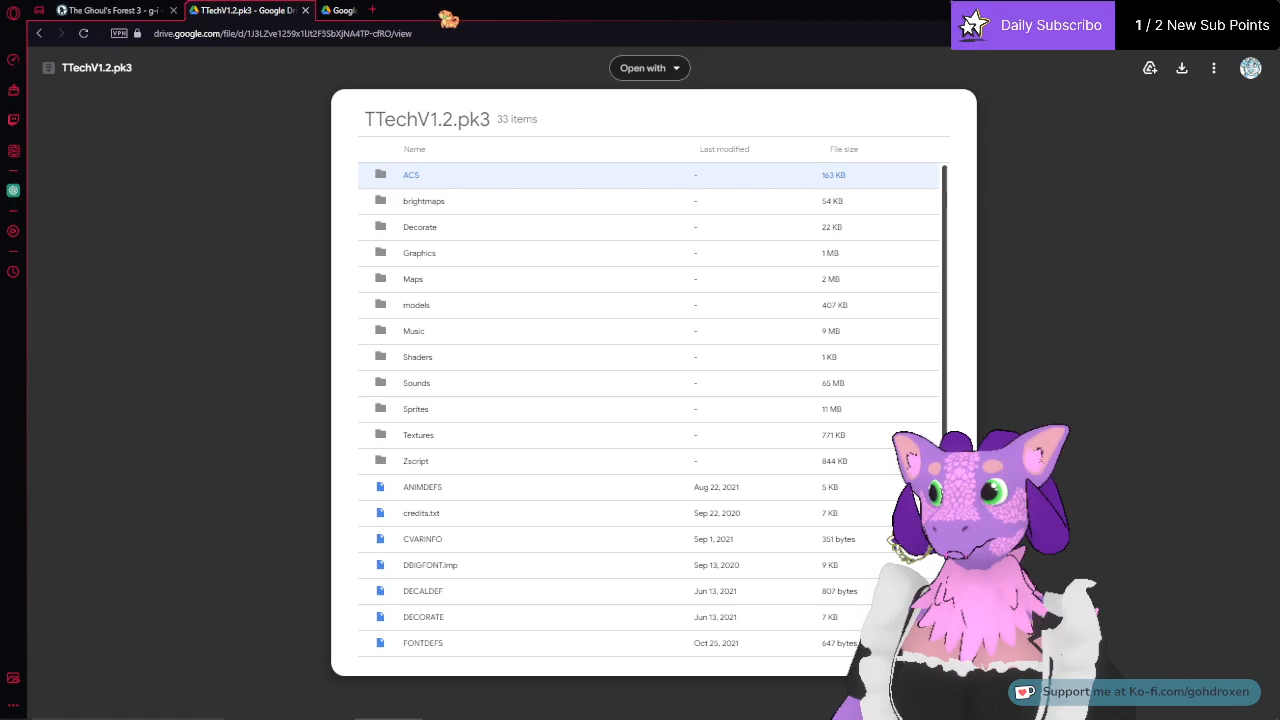 The Ghoul's Forest 3 - g-i
TTechV1.2.pk3 - Google Dr
Googl
VPN
drive.google.com/file/d/1J3LZve1259x1Ut2F5SbXjNA4TP-cfRO/view
Daily Subscribo
1 / 2 New Sub Points
TTechV1.2.pk3
Open with
TTechV1.2.pk3 33 items
Name Last modified File size
ACS - 163 KB
brightmaps - 54 KB
Decorate - 22 KB
Graphics - 1 MB
Maps - 2 MB
models - 407 KB
Music - 9 MB
Shaders - 1 KB
Sounds - 65 MB
Sprites - 11 MB
Textures - 771 KB
Zscript - 844 KB
ANIMDEFS Aug 22, 2021 5 KB
credits.txt Sep 22, 2020 7 KB
CVARINFO Sep 1, 2021 351 bytes
DBIGFONT.lmp Sep 13, 2020 9 KB
DECALDEF Jun 13, 2021 807 bytes
DECORATE Jun 13, 2021 7 KB
FONTDEFS Oct 25, 2021 647 bytes
Support me at Ko-fi.com/gohdroxen